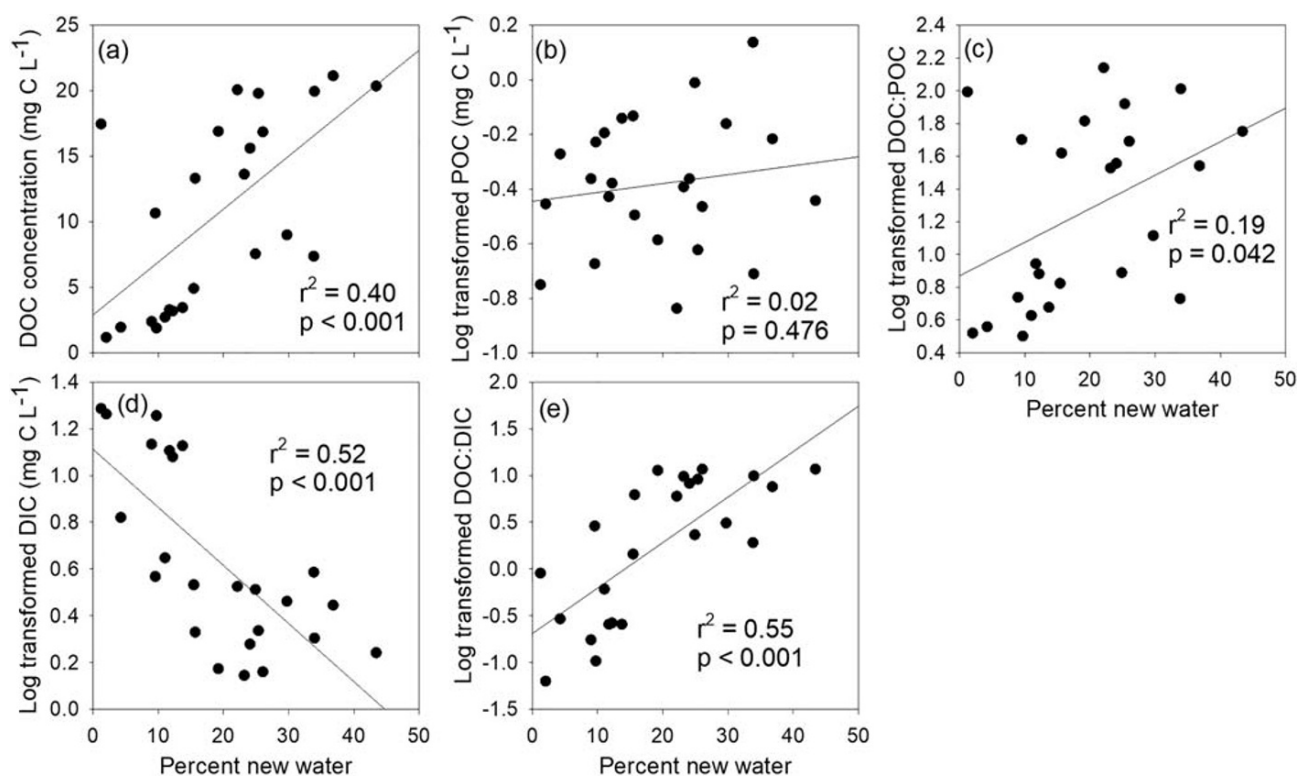 (a)
DOC concentration (mg C L⁻¹)
25
20
15
10
5
0
r² = 0.40
p < 0.001
(b)
Log transformed POC (mg C L⁻¹)
0.2
0.0
-0.2
-0.4
-0.6
-0.8
-1.0
r² = 0.02
p = 0.476
(c)
Log transformed DOC:POC
2.4
2.2
2.0
1.8
1.6
1.4
1.2
1.0
0.8
0.6
0.4
r² = 0.19
p = 0.042
0 10 20 30 40 50
Percent new water
(d)
Log transformed DIC (mg C L⁻¹)
1.4
1.2
1.0
0.8
0.6
0.4
0.2
0.0
r² = 0.52
p < 0.001
0 10 20 30 40 50
Percent new water
(e)
Log transformed DOC:DIC
2.0
1.5
1.0
0.5
0.0
-0.5
-1.0
-1.5
r² = 0.55
p < 0.001
0 10 20 30 40 50
Percent new water